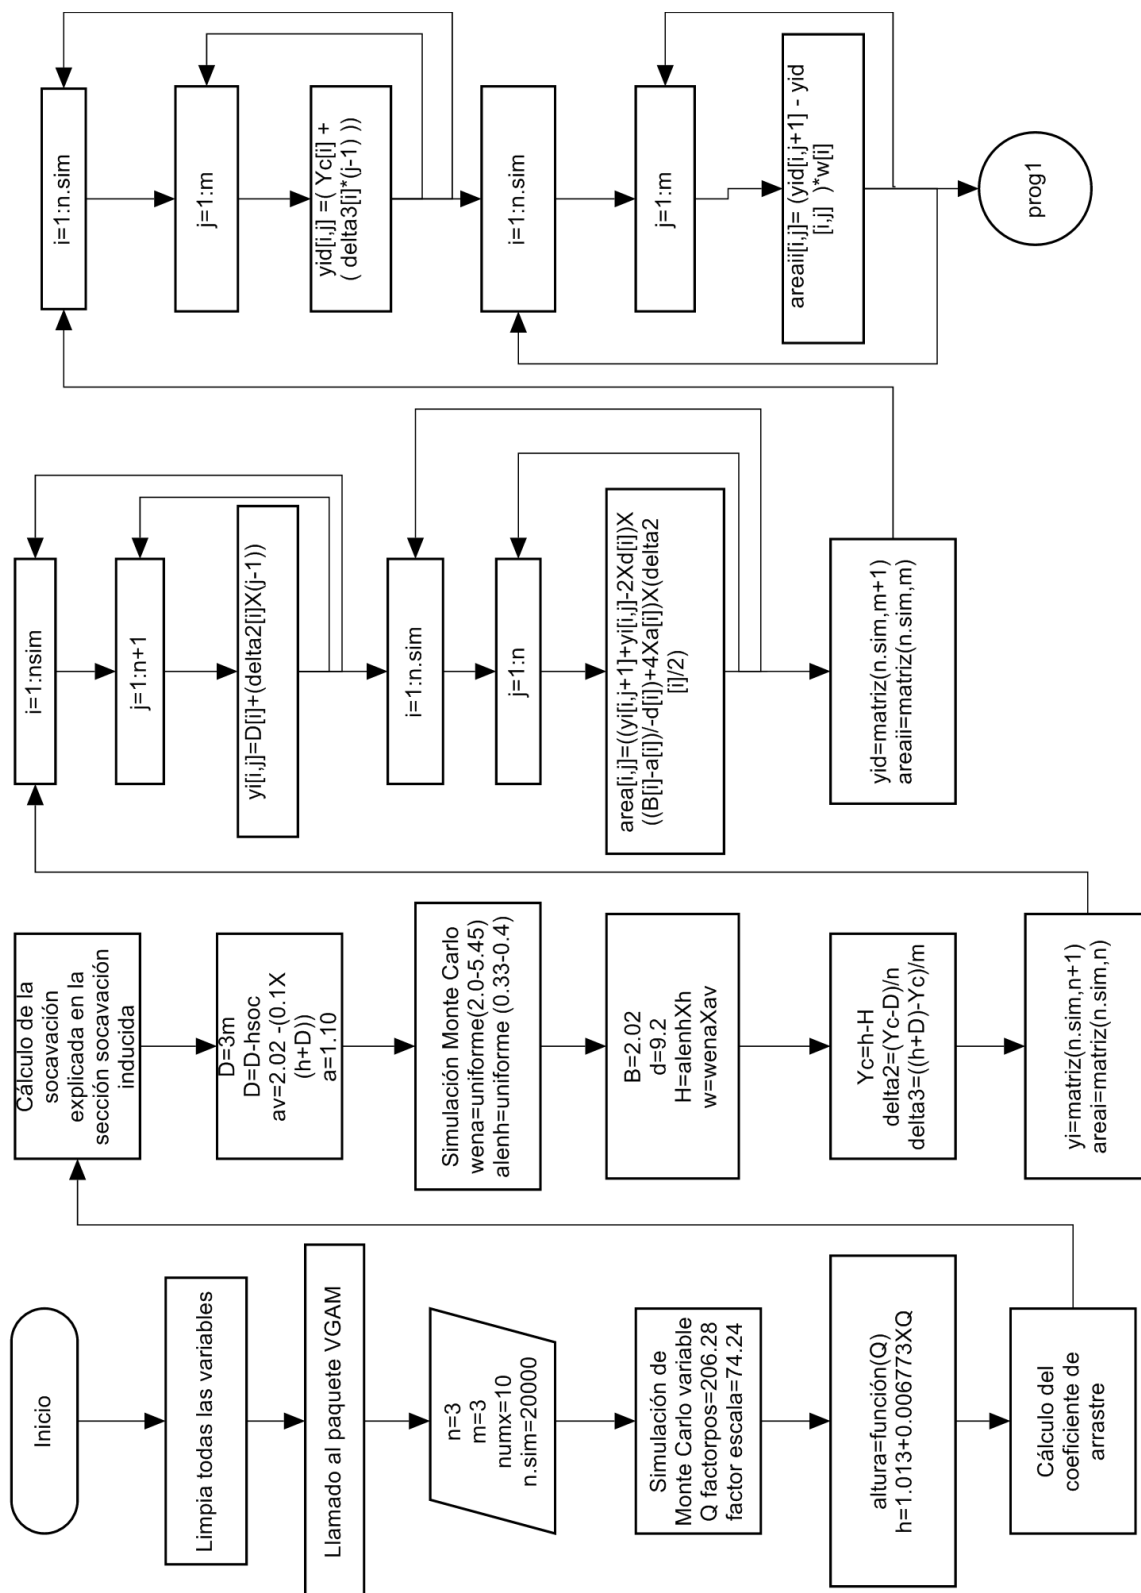 Inicio
Limpia todas las variables
Llamado al paquete VGAM
n=3
m=3
numx=10
n.sim=20000
Simulación de
Monte Carlo variable
Q factorpos=206.28
factor escala=74.24
altura=función(Q)
h=1.013+0.006773XQ
Cálculo del
coeficiente de
arrastre
Cálculo de la
socavación
explicada en la
sección socavación
inducida
D=3m
D=D-hsoc
av=2.02 -(0.1X
(h+D))
a=1.10
Simulación Monte Carlo
wena=uniforme(2.0-5.45)
alenh=uniforme (0.33-0.4)
B=2.02
d=9.2
H=alenhXh
w=wenaXav
Yc=h-H
delta2=(Yc-D)/n
delta3=((h+D)-Yc)/m
yi=matriz(n.sim,n+1)
areai=matriz(n.sim,n)
i=1:nsim
j=1:n+1
yi[i,j]=D[i]+(delta2[i]X(j-1))
i=1:n.sim
j=1:n
area[i,j]=((yi[i,j+1]+yi[i,j]-2Xd[i])X
((B[i]-a[i])/-d[i])+4Xa[i])X(delta2
[i]/2)
yid=matriz(n.sim,m+1)
areaii=matriz(n.sim,m)
i=1:n.sim
j=1:m
yid[i,j] =( Yc[i] +
( delta3[i]*(j-1) ))
i=1:n.sim
j=1:m
areaii[i,j]= (yid[i,j+1] - yid
[i,j] )*w[i]
prog1